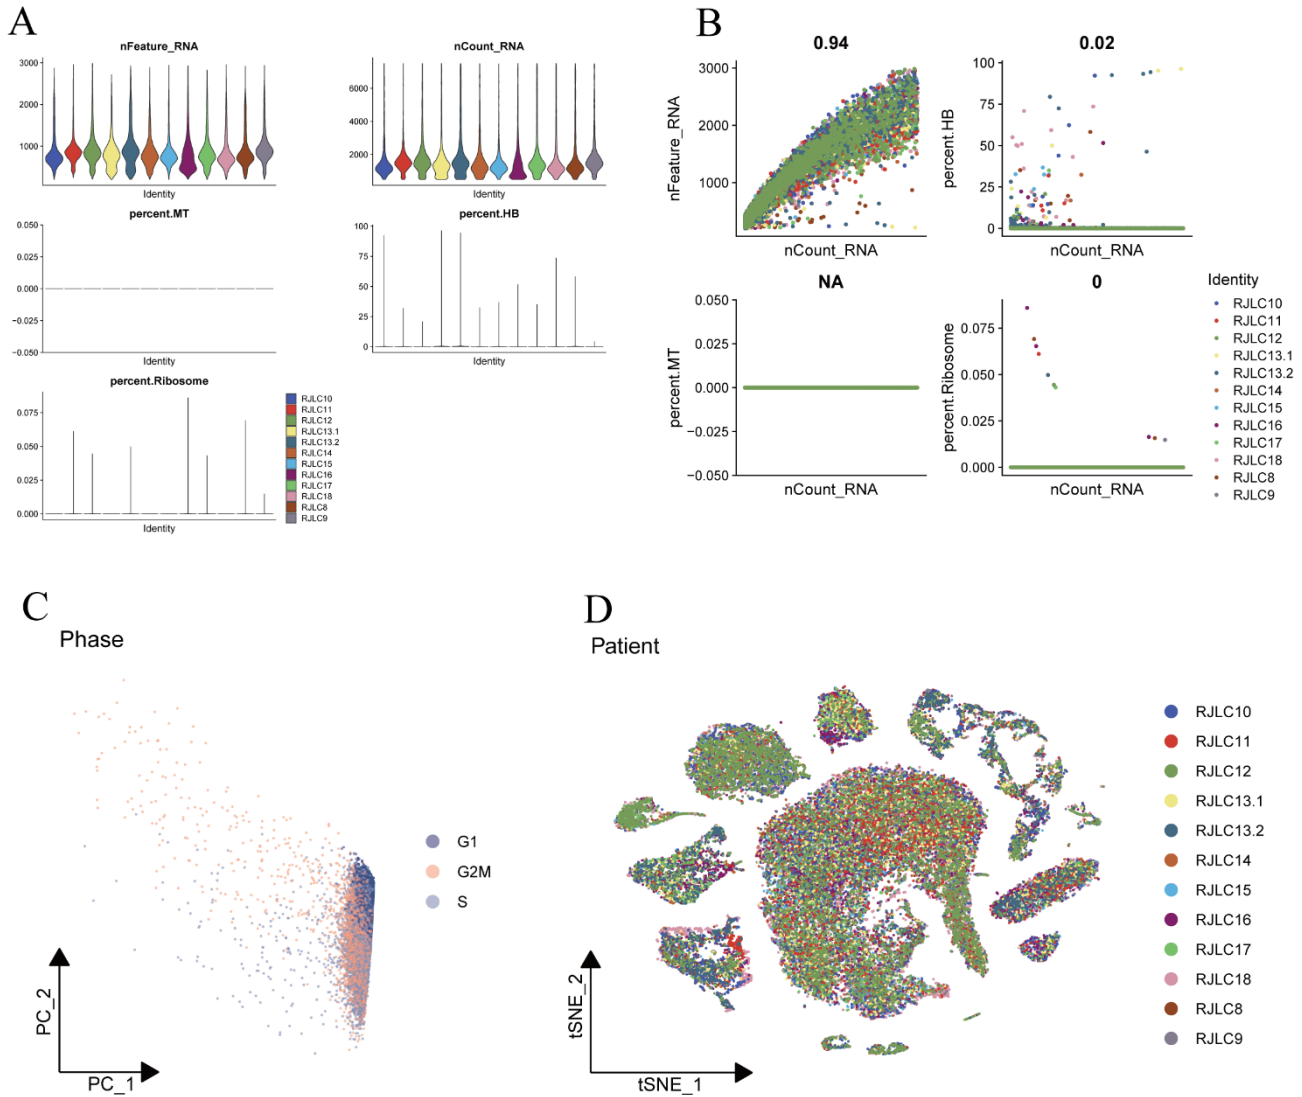 A
nFeature_RNA
3000
2000
1000
Identity
nCount_RNA
6000
4000
2000
Identity
percent.MT
0.050
0.025
0.000
−0.025
−0.050
Identity
percent.HB
100
75
50
25
0
Identity
percent.Ribosome
0.075
0.050
0.025
0.000
Identity
RJLC10
RJLC11
RJLC12
RJLC13.1
RJLC13.2
RJLC14
RJLC15
RJLC16
RJLC17
RJLC18
RJLC8
RJLC9
B
0.94
nFeature_RNA
3000
2000
1000
nCount_RNA
0.02
percent.HB
100
75
50
25
0
nCount_RNA
NA
percent.MT
0.050
0.025
0.000
−0.025
−0.050
nCount_RNA
0
percent.Ribosome
0.075
0.050
0.025
0.000
nCount_RNA
Identity
RJLC10
RJLC11
RJLC12
RJLC13.1
RJLC13.2
RJLC14
RJLC15
RJLC16
RJLC17
RJLC18
RJLC8
RJLC9
C
Phase
G1
G2M
S
PC_2
PC_1
D
Patient
tSNE_2
tSNE_1
RJLC10
RJLC11
RJLC12
RJLC13.1
RJLC13.2
RJLC14
RJLC15
RJLC16
RJLC17
RJLC18
RJLC8
RJLC9